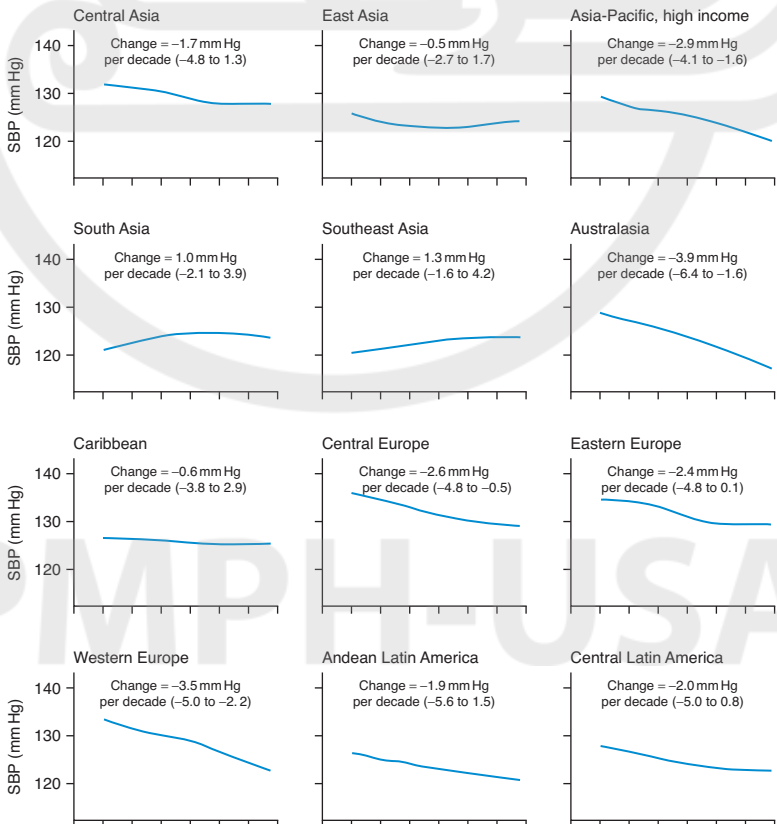 Central Asia
Change = −1.7 mm Hg
per decade (−4.8 to 1.3)
East Asia
Change = −0.5 mm Hg
per decade (−2.7 to 1.7)
Asia-Pacific, high income
Change = −2.9 mm Hg
per decade (−4.1 to −1.6)
SBP (mm Hg)
140
130
120
South Asia
Change = 1.0 mm Hg
per decade (−2.1 to 3.9)
Southeast Asia
Change = 1.3 mm Hg
per decade (−1.6 to 4.2)
Australasia
Change = −3.9 mm Hg
per decade (−6.4 to −1.6)
SBP (mm Hg)
140
130
120
Caribbean
Change = −0.6 mm Hg
per decade (−3.8 to 2.9)
Central Europe
Change = −2.6 mm Hg
per decade (−4.8 to −0.5)
Eastern Europe
Change = −2.4 mm Hg
per decade (−4.8 to 0.1)
SBP (mm Hg)
140
130
120
PMPH-USA
Western Europe
Change = −3.5 mm Hg
per decade (−5.0 to −2. 2)
Andean Latin America
Change = −1.9 mm Hg
per decade (−5.6 to 1.5)
Central Latin America
Change = −2.0 mm Hg
per decade (−5.0 to 0.8)
SBP (mm Hg)
140
130
120